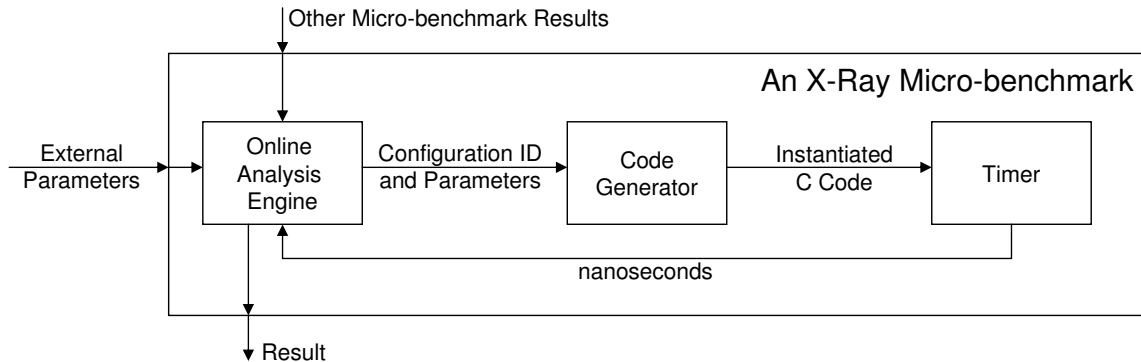 Other Micro-benchmark Results
An X-Ray Micro-benchmark
External
Parameters
Online
Analysis
Engine
Configuration ID
and Parameters
Code
Generator
Instantiated
C Code
Timer
nanoseconds
Result